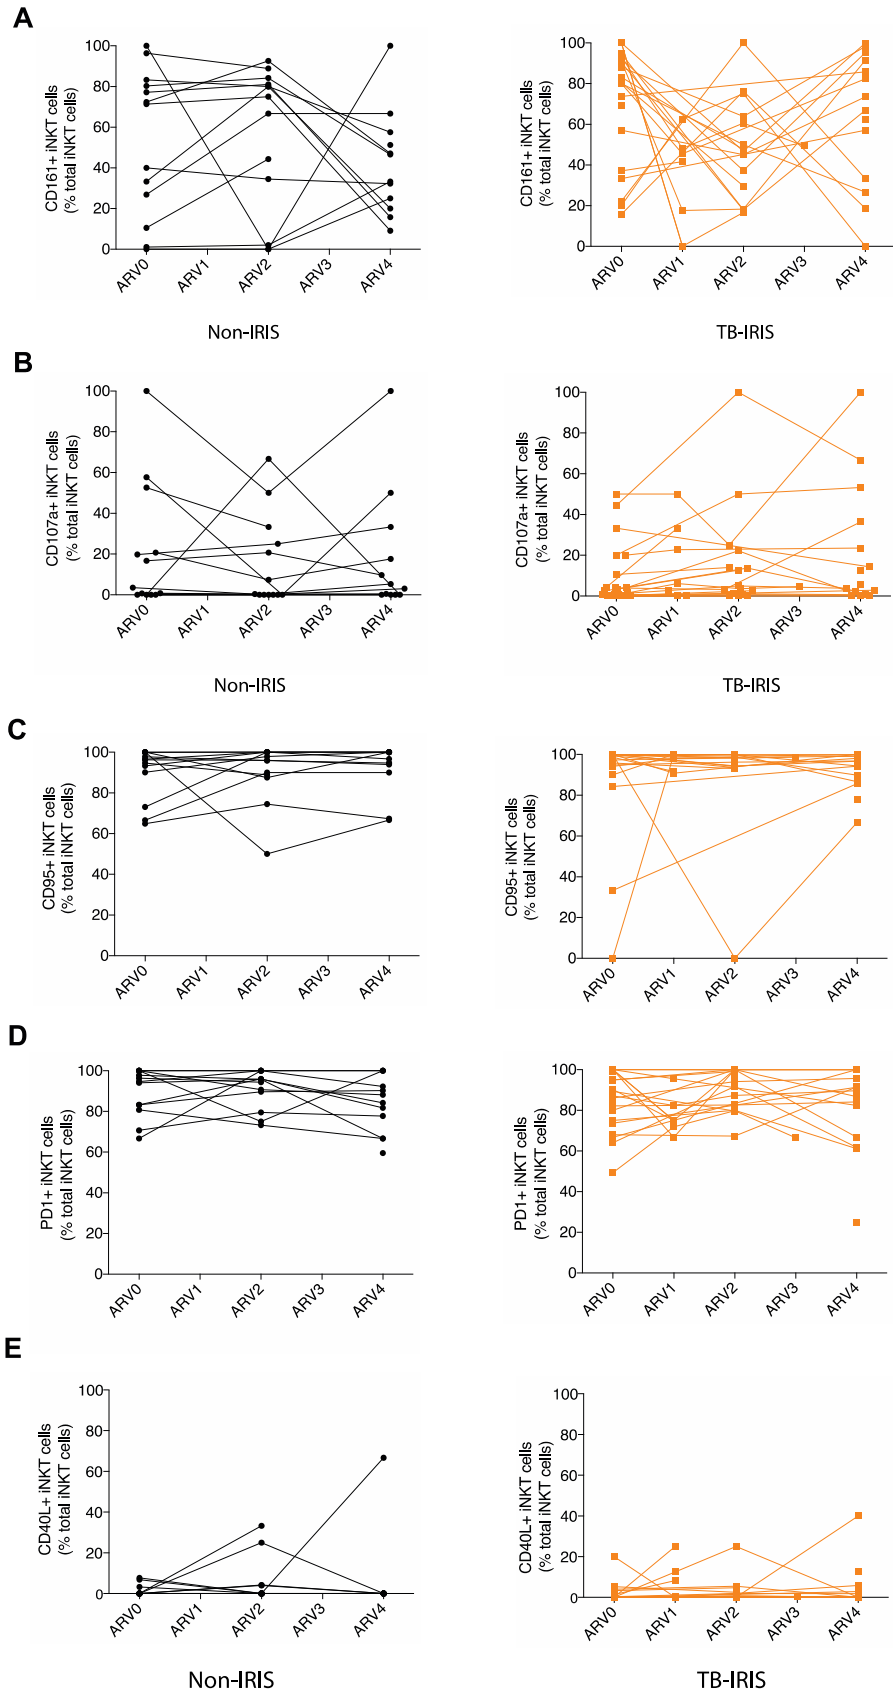 A
CD161+ iNKT cells
(% total iNKT cells)
100
80
60
40
20
0
ARV0
ARV1
ARV2
ARV3
ARV4
Non-IRIS
CD161+ iNKT cells
(% total iNKT cells)
100
80
60
40
20
0
ARV0
ARV1
ARV2
ARV3
ARV4
TB-IRIS
B
CD107a+ iNKT cells
(% total iNKT cells)
100
80
60
40
20
0
ARV0
ARV1
ARV2
ARV3
ARV4
Non-IRIS
CD107a+ iNKT cells
(% total iNKT cells)
100
80
60
40
20
0
ARV0
ARV1
ARV2
ARV3
ARV4
TB-IRIS
C
CD95+ iNKT cells
(% total iNKT cells)
100
80
60
40
20
0
ARV0
ARV1
ARV2
ARV3
ARV4
CD95+ iNKT cells
(% total iNKT cells)
100
80
60
40
20
0
ARV0
ARV1
ARV2
ARV3
ARV4
D
PD1+ iNKT cells
(% total iNKT cells)
100
80
60
40
20
0
ARV0
ARV1
ARV2
ARV3
ARV4
PD1+ iNKT cells
(% total iNKT cells)
100
80
60
40
20
0
ARV0
ARV1
ARV2
ARV3
ARV4
E
CD40L+ iNKT cells
(% total iNKT cells)
100
80
60
40
20
0
ARV0
ARV1
ARV2
ARV3
ARV4
Non-IRIS
CD40L+ iNKT cells
(% total iNKT cells)
100
80
60
40
20
0
ARV0
ARV1
ARV2
ARV3
ARV4
TB-IRIS